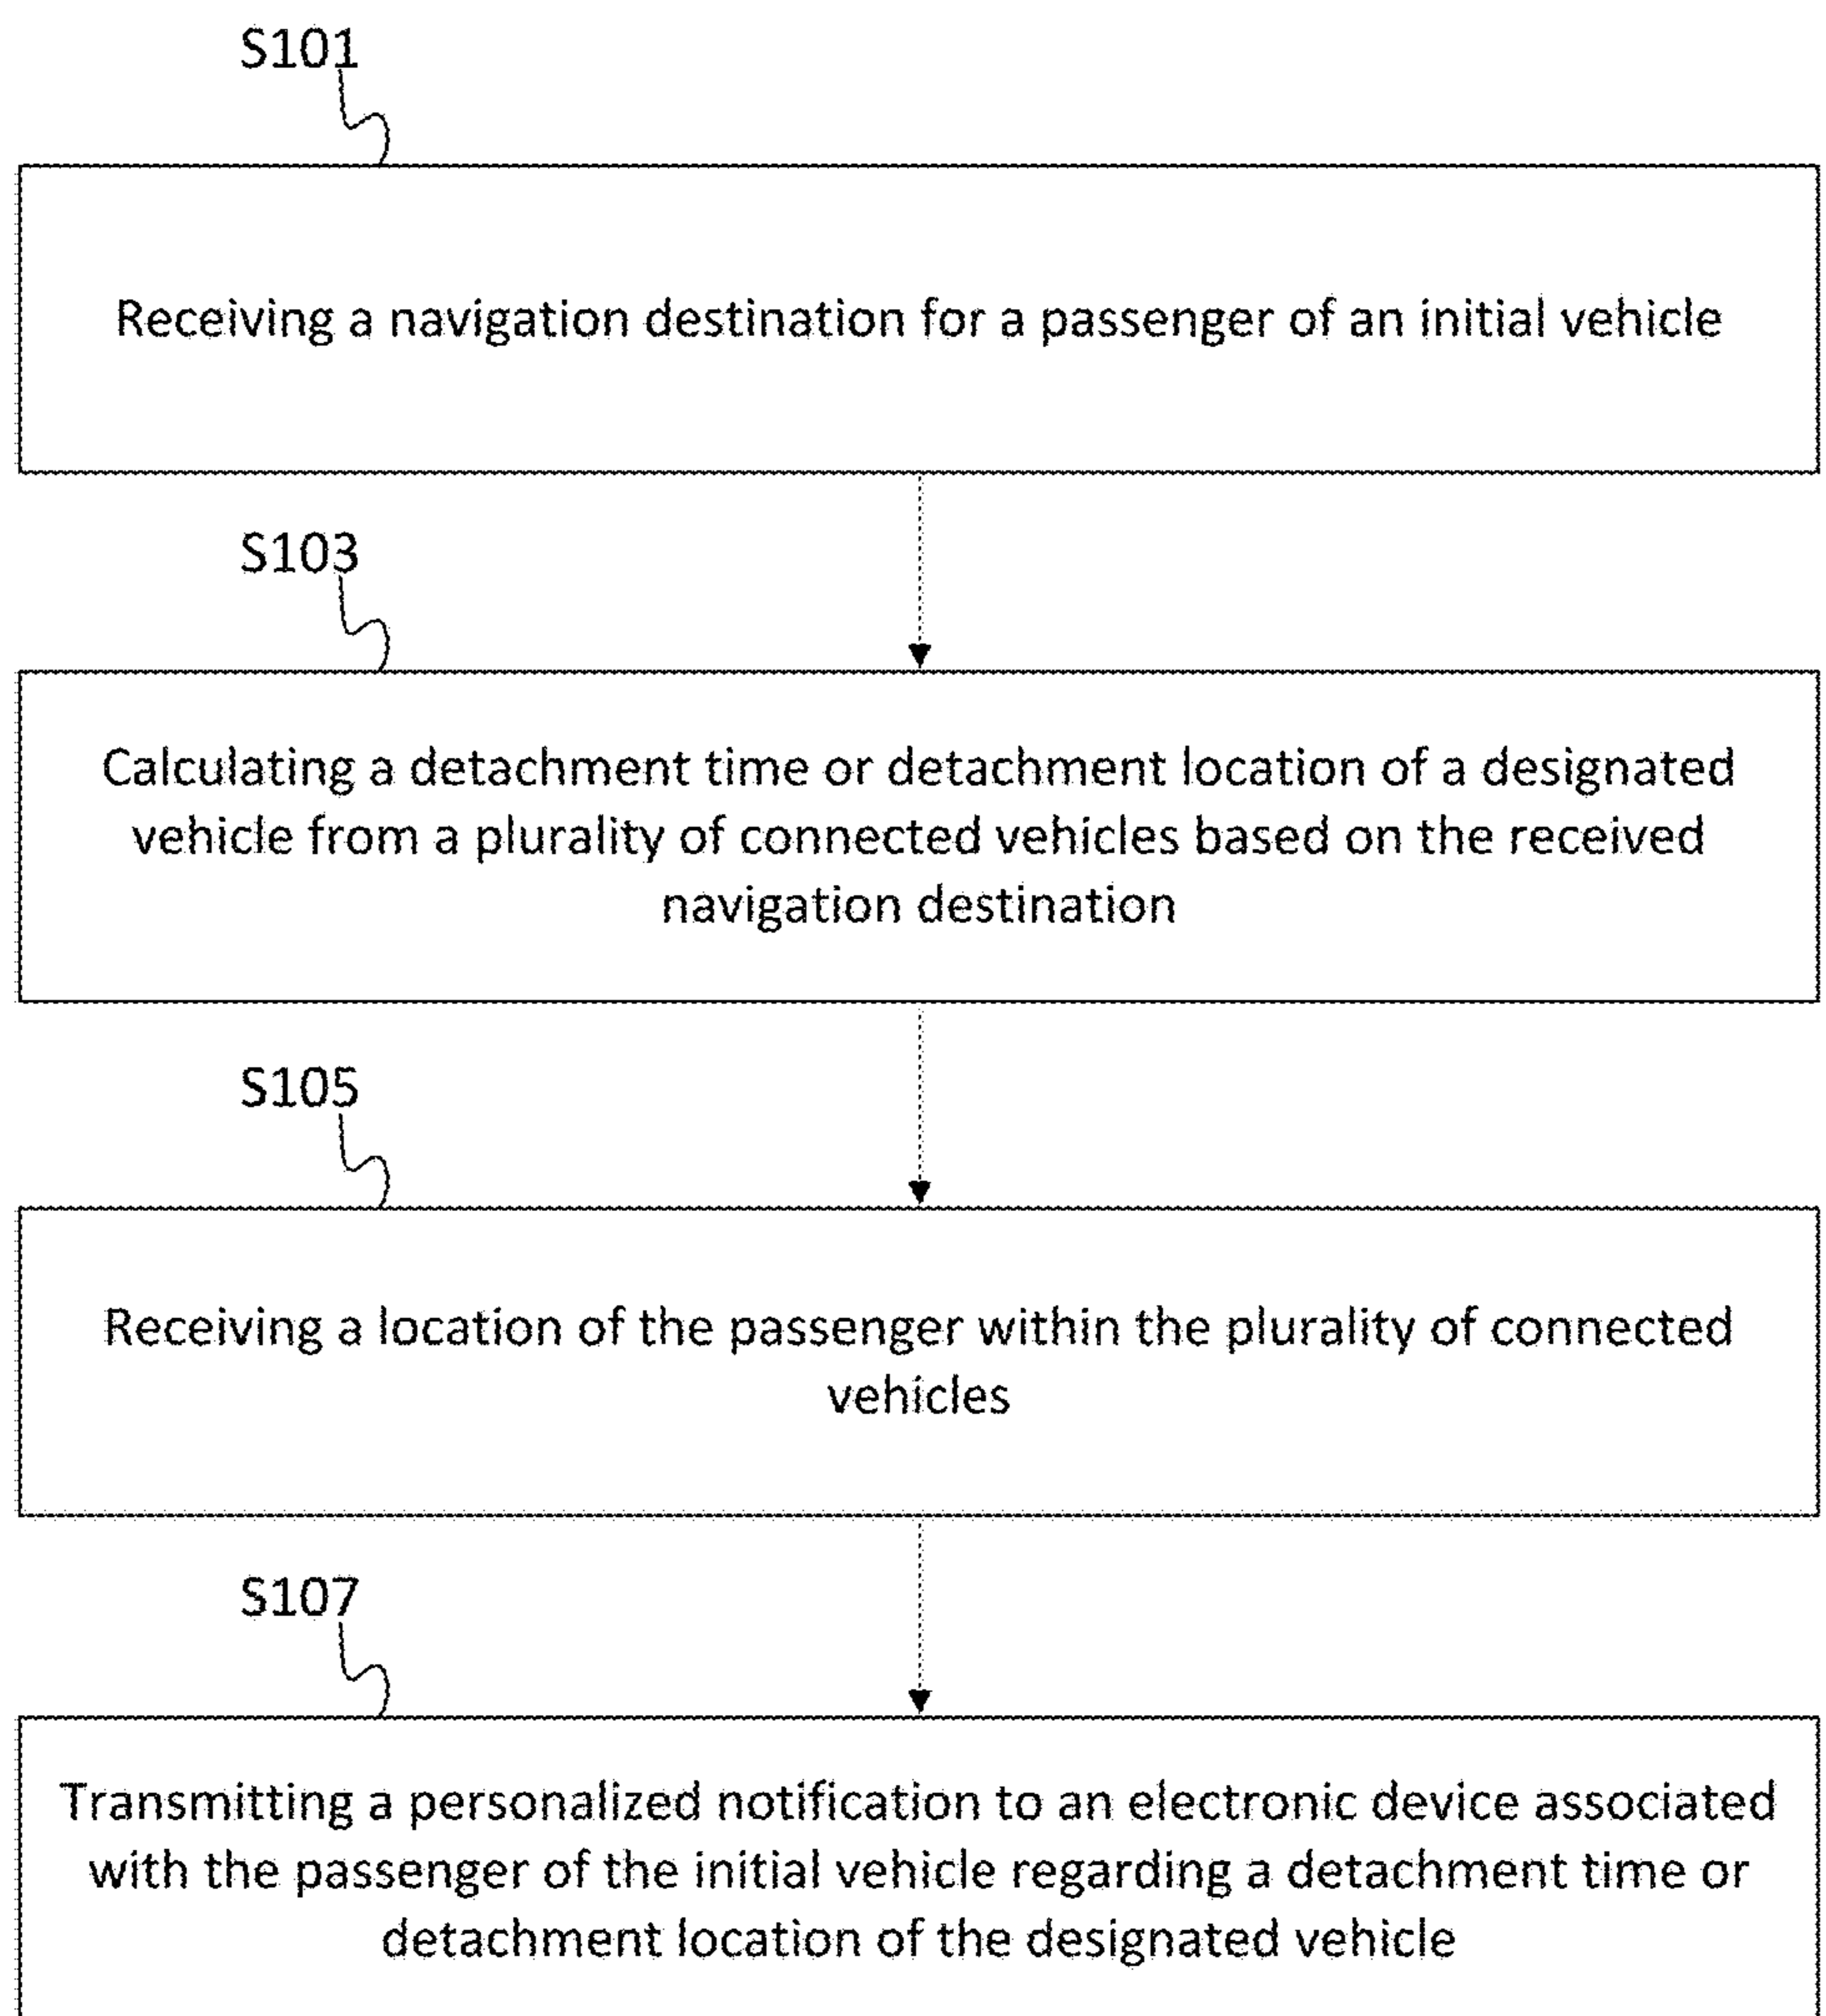 S101
Receiving a navigation destination for a passenger of an initial vehicle
S103
Calculating a detachment time or detachment location of a designated
vehicle from a plurality of connected vehicles based on the received
navigation destination
S105
Receiving a location of the passenger within the plurality of connected
vehicles
S107
Transmitting a personalized notification to an electronic device associated
with the passenger of the initial vehicle regarding a detachment time or
detachment location of the designated vehicle